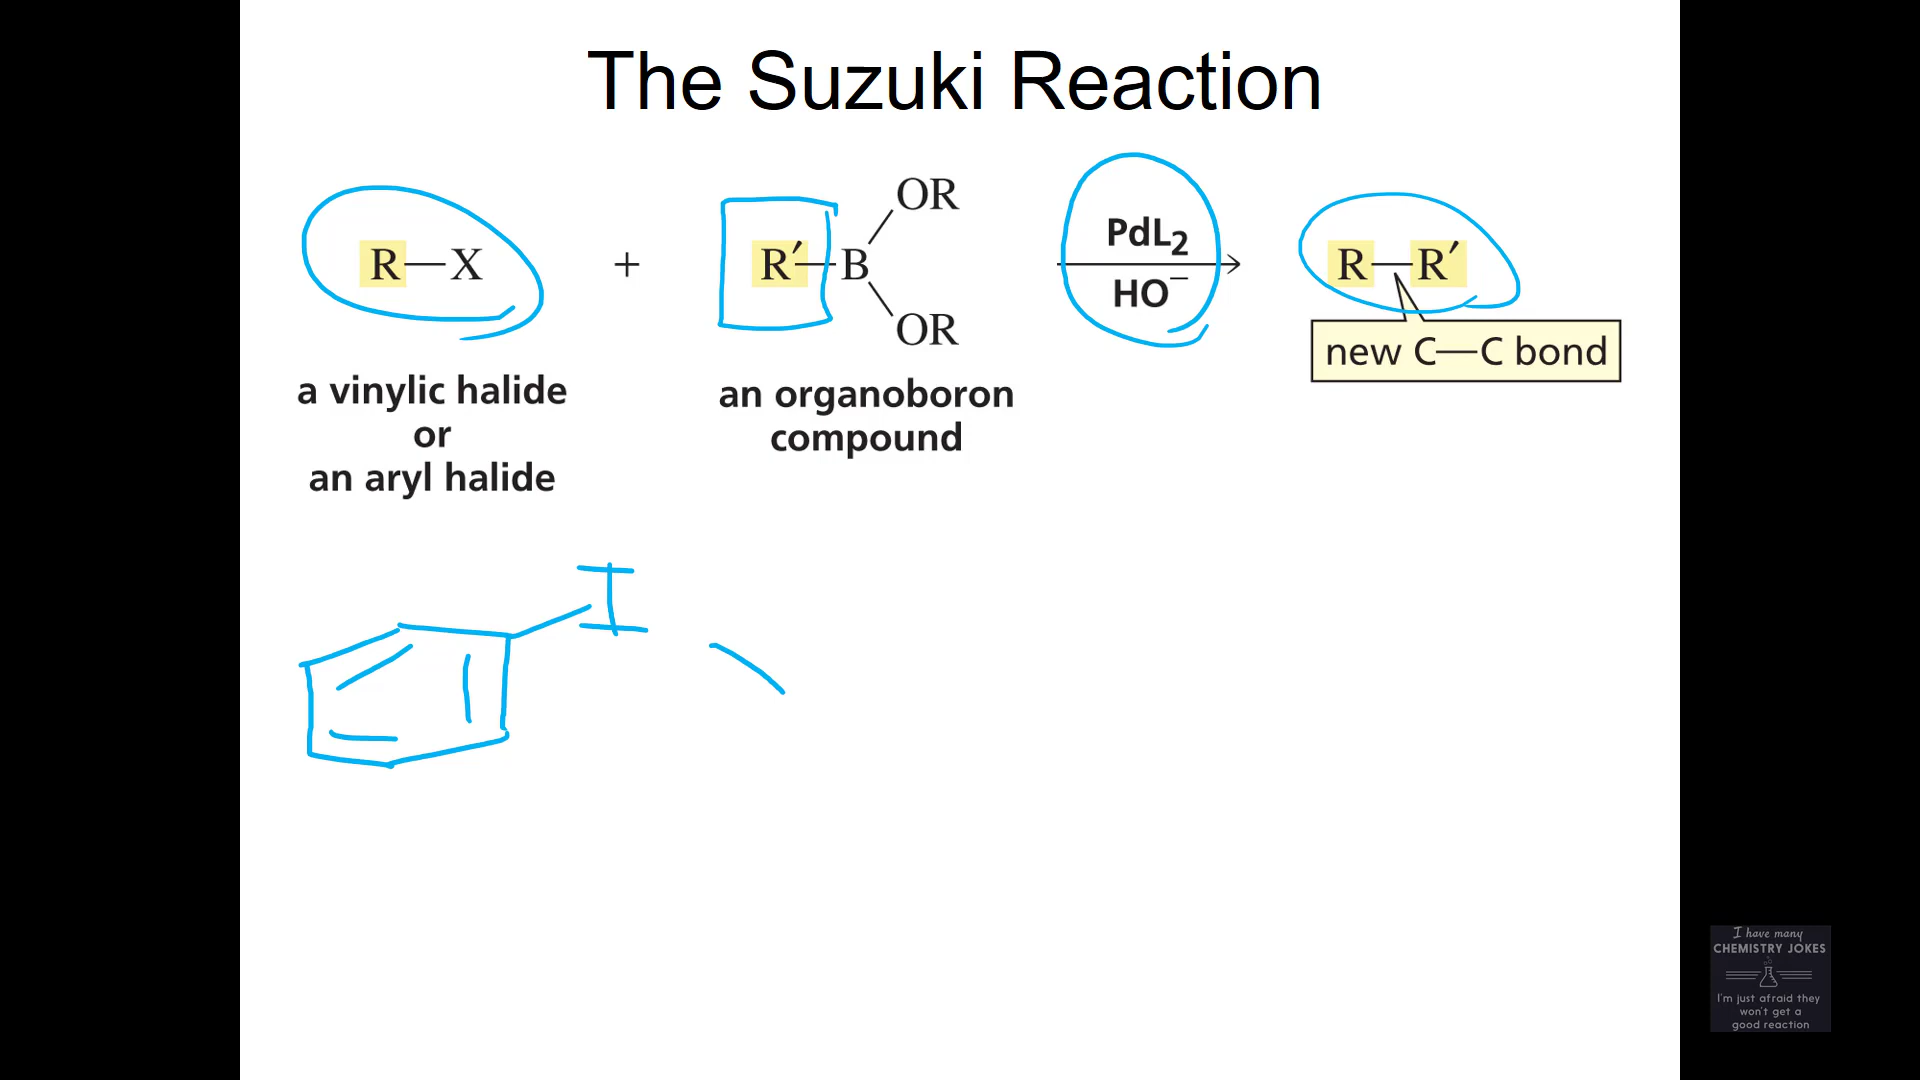 The Suzuki Reaction
R—X + R′—B
OR
OR
PdL2
HO−
R—R′
new C—C bond
a vinylic halide
or
an aryl halide
an organoboron
compound
I
I have many
CHEMISTRY JOKES
I'm just afraid they
won't get a
good reaction